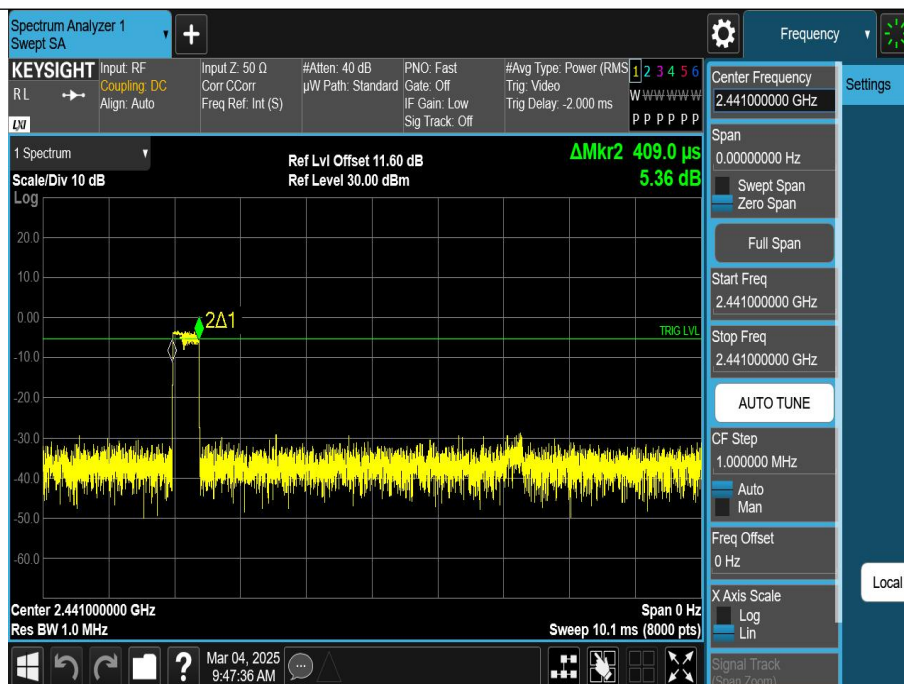 Spectrum Analyzer 1
Swept SA
+
Frequency
KEYSIGHT
RL
LXI
Input: RF
Coupling: DC
Align: Auto
Input Z: 50 Ω
Corr CCorr
Freq Ref: Int (S)
#Atten: 40 dB
µW Path: Standard
PNO: Fast
Gate: Off
IF Gain: Low
Sig Track: Off
#Avg Type: Power (RMS
Trig: Video
Trig Delay: -2.000 ms
1 2 3 4 5 6
W W W W W W
P P P P P P
1 Spectrum
Scale/Div 10 dB
Log
Ref Lvl Offset 11.60 dB
Ref Level 30.00 dBm
ΔMkr2 409.0 µs
5.36 dB
20.0
10.0
0.00
-10.0
-20.0
-30.0
-40.0
-50.0
-60.0
2Δ1
TRIG LVL
Center 2.441000000 GHz
Res BW 1.0 MHz
Span 0 Hz
Sweep 10.1 ms (8000 pts)
Center Frequency
2.441000000 GHz
Span
0.00000000 Hz
Swept Span
Zero Span
Full Span
Start Freq
2.441000000 GHz
Stop Freq
2.441000000 GHz
AUTO TUNE
CF Step
1.000000 MHz
Auto
Man
Freq Offset
0 Hz
X Axis Scale
Log
Lin
Signal Track
(Span Zoom)
Settings
Local
?
Mar 04, 2025
9:47:36 AM